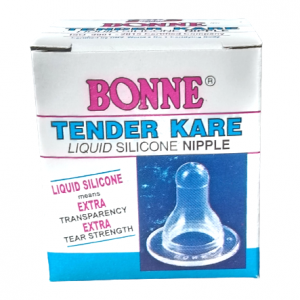 BONNE®
TENDER KARE
LIQUID SILICONE NIPPLE
LIQUID SILICONE
means
EXTRA
TRANSPARENCY
EXTRA
TEAR STRENGTH